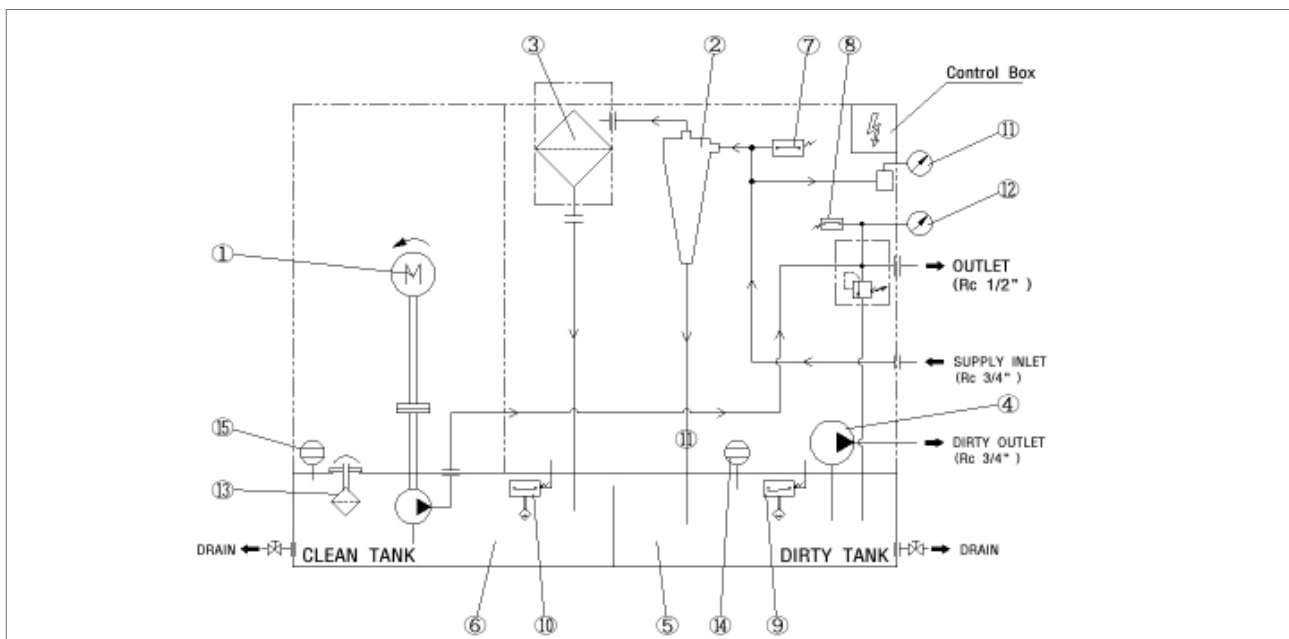 ③
②
⑦
⑧
Control Box
⑪
⑫
①
M
OUTLET
(Rc 1/2" )
SUPPLY INLET
(Rc 3/4" )
④
⑮
⑪
DIRTY OUTLET
(Rc 3/4" )
⑬
DRAIN
CLEAN TANK
DIRTY TANK
DRAIN
⑥
⑩
⑤
⑭
⑨